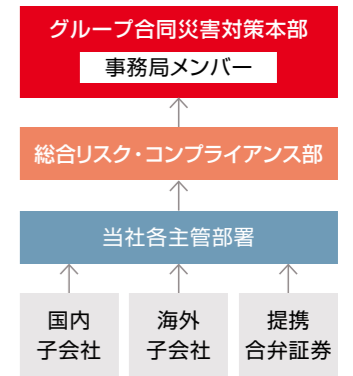 グループ合同災害対策本部
事務局メンバー
総合リスク・コンプライアンス部
当社各主管部署
国内
子会社
海外
子会社
提携
合弁証券